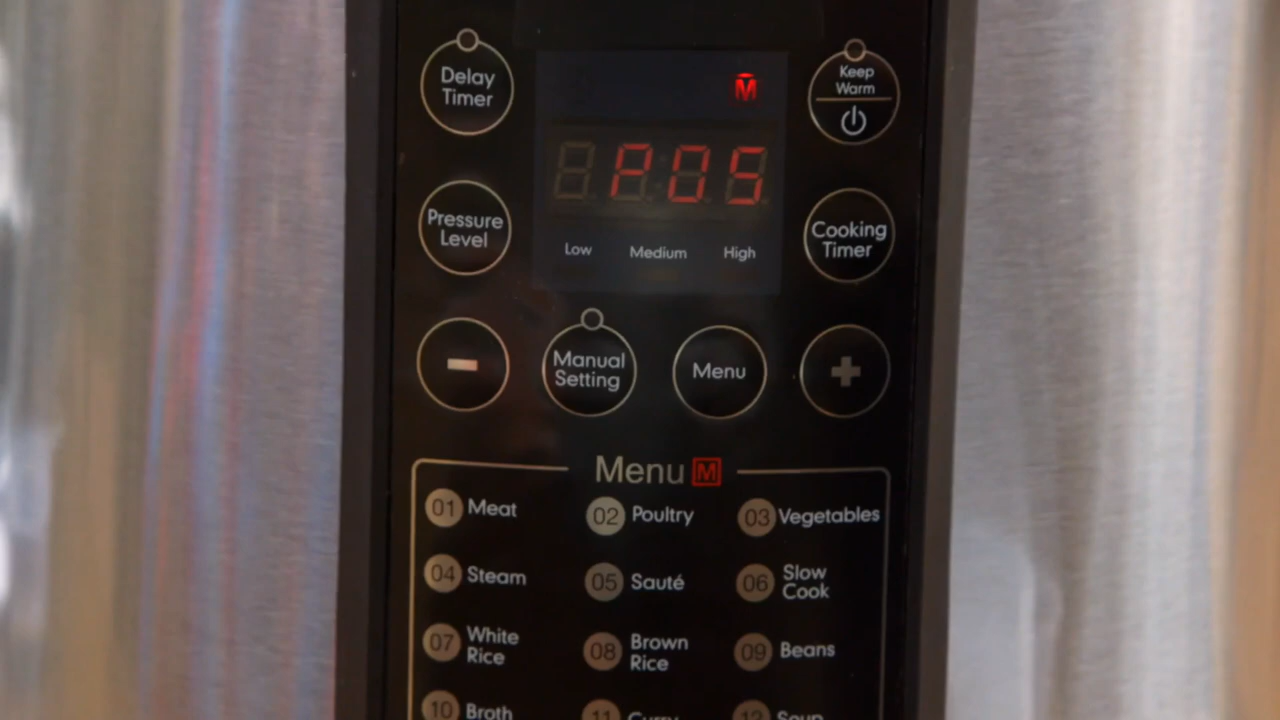 Delay
Timer
M
Keep
Warm
P05
Pressure
Level
Cooking
Timer
Low Medium High
Manual
Setting
Menu
Menu M
01 Meat 02 Poultry 03 Vegetables
04 Steam 05 Sauté 06 Slow
Cook
07 White
Rice
08 Brown
Rice
09 Beans
10 Broth 11 Curry 12 Soup